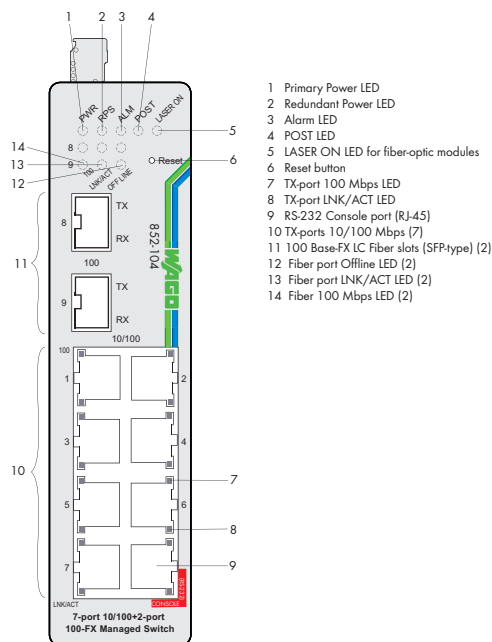 1 2 3 4
PWR RPS ALM POST LASER ON
5
14 8
13 9
Reset 6
12 100 LNK/ACT OFF LINE
TX
8
RX
100
852-104
WAGO
11
TX
9
RX
10/100
100
1 2
3 4
10
7
5 6
8
7 9
RS-232
LNK/ACT CONSOLE
7-port 10/100+2-port
100-FX Managed Switch
1 Primary Power LED
2 Redundant Power LED
3 Alarm LED
4 POST LED
5 LASER ON LED for fiber-optic modules
6 Reset button
7 TX-port 100 Mbps LED
8 TX-port LNK/ACT LED
9 RS-232 Console port (RJ-45)
10 TX-ports 10/100 Mbps (7)
11 100 Base-FX LC Fiber slots (SFP-type) (2)
12 Fiber port Offline LED (2)
13 Fiber port LNK/ACT LED (2)
14 Fiber 100 Mbps LED (2)